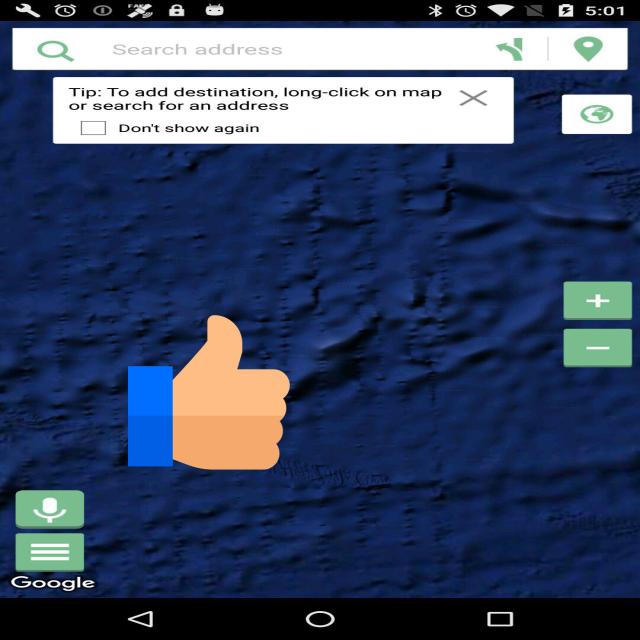 5:01
Search address
Tip: To add destination, long-click on map
or search for an address
Don't show again
Google